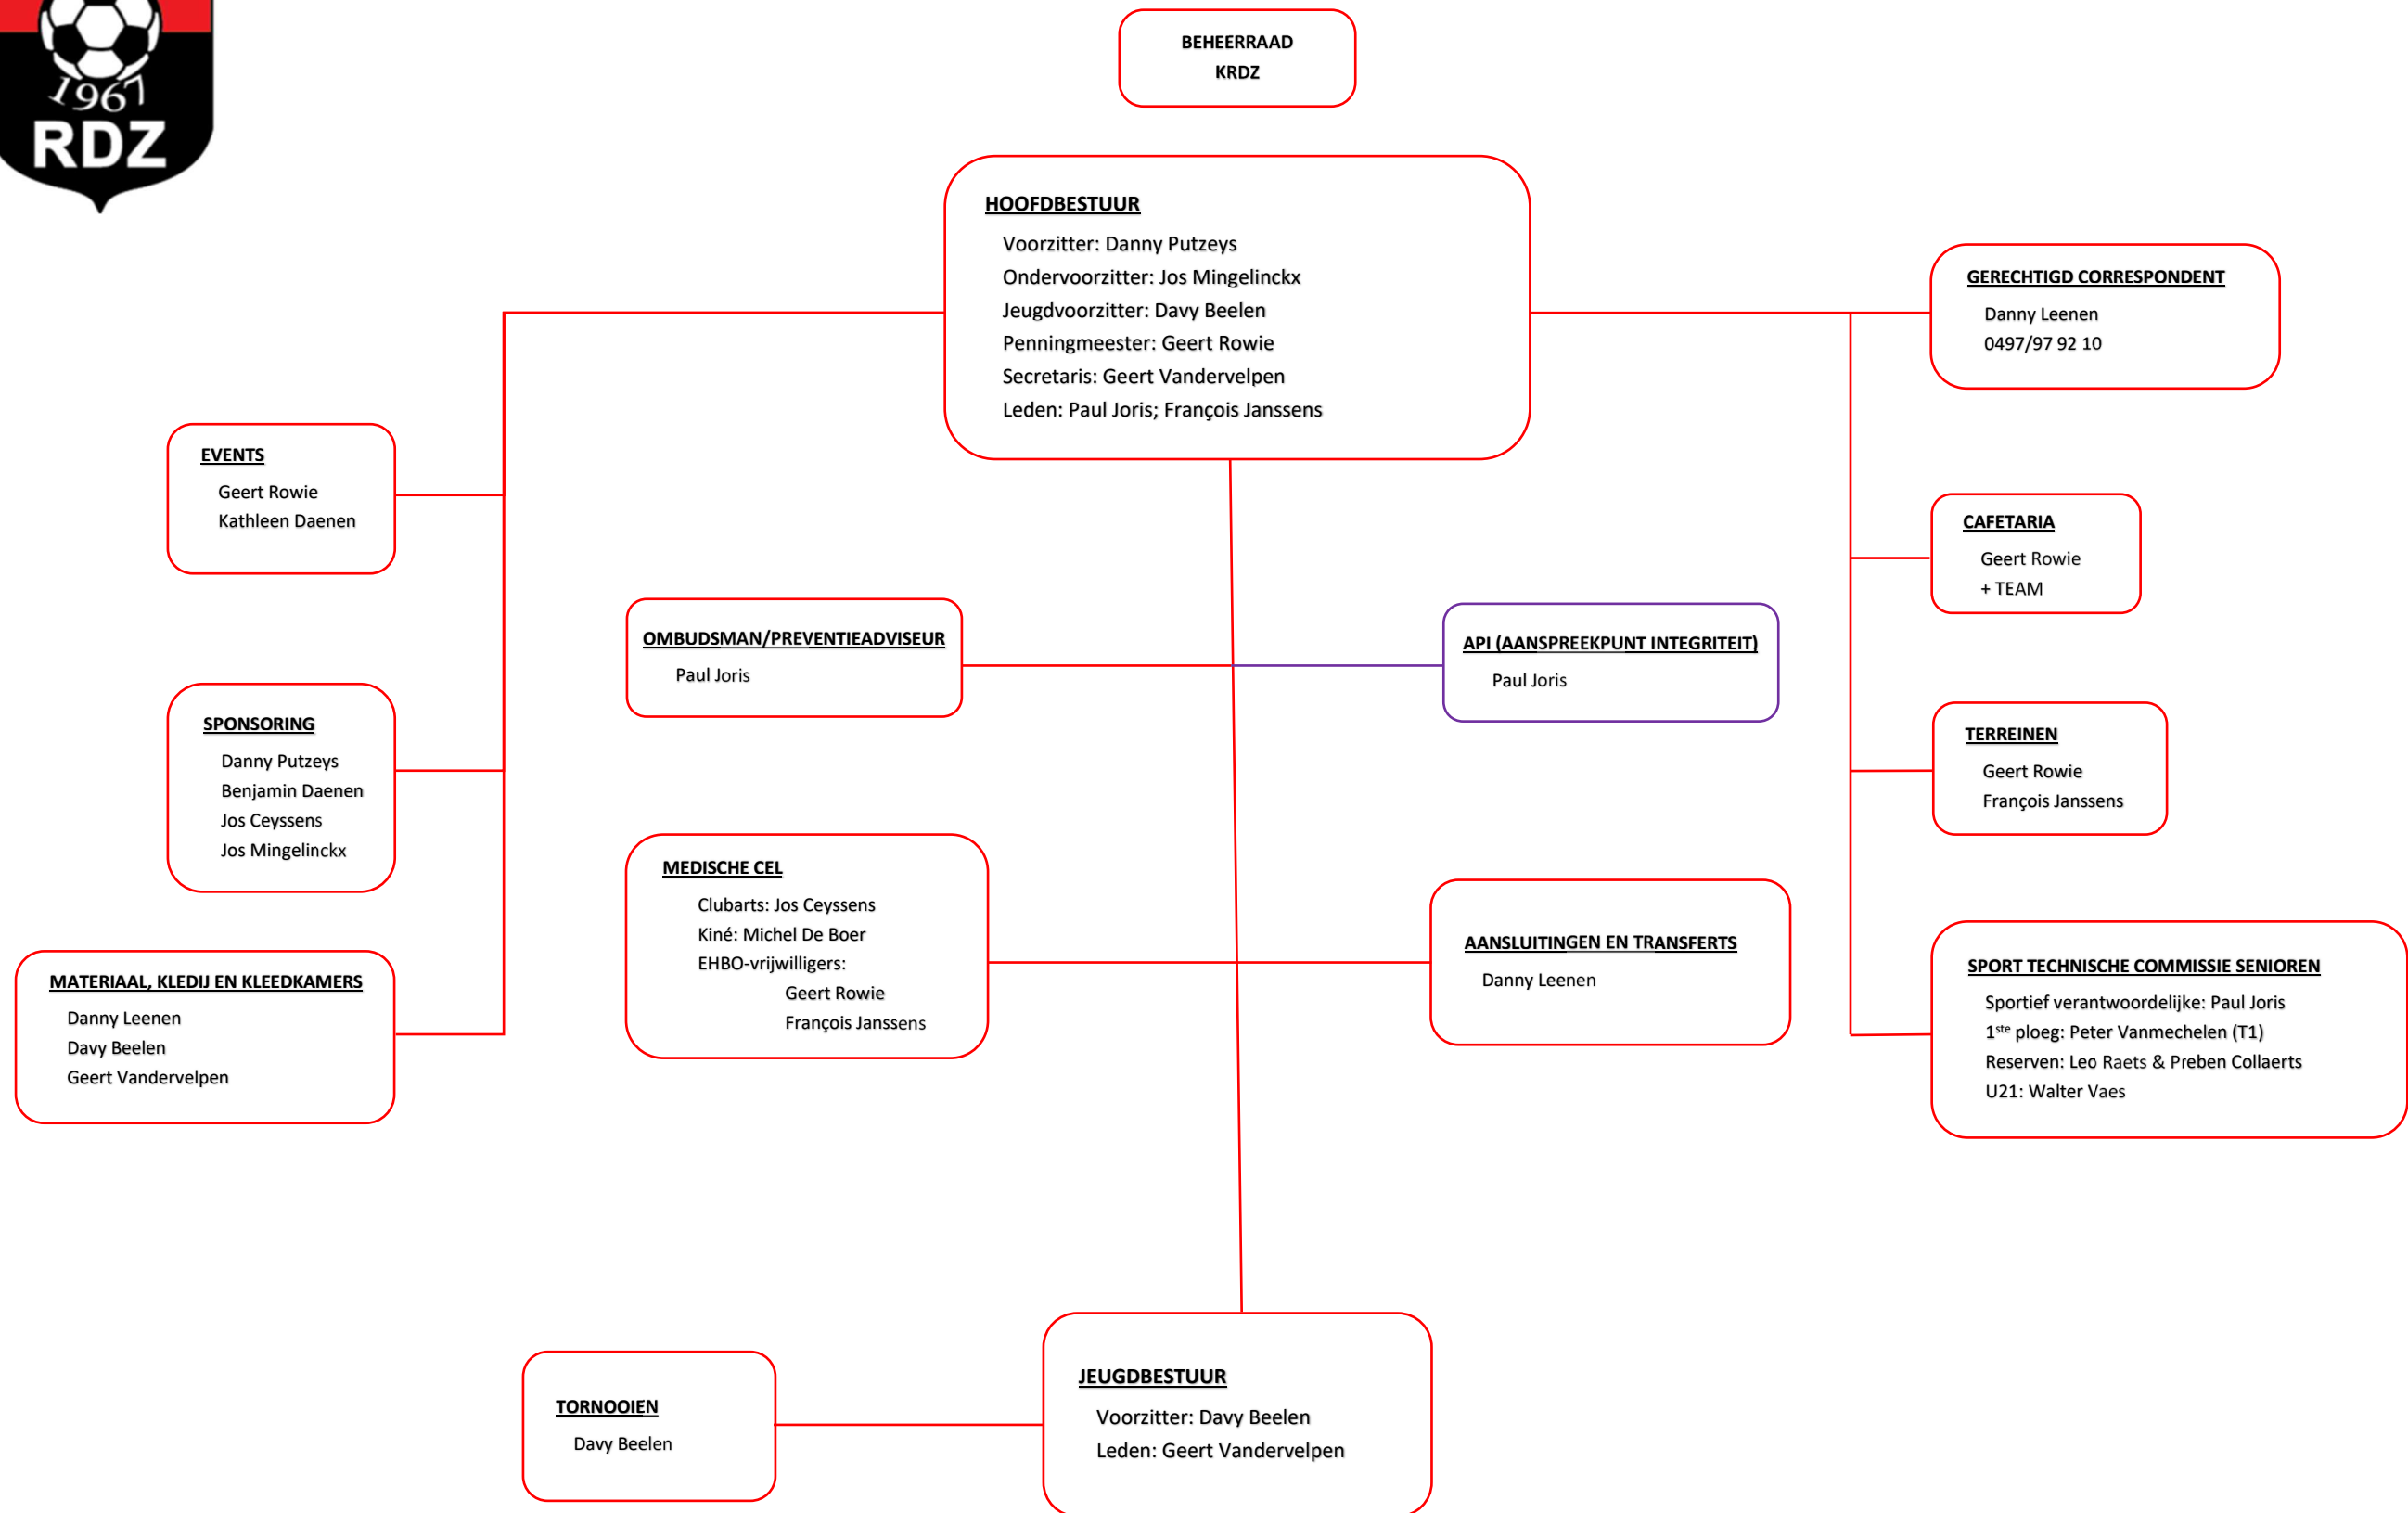 1967
RDZ
BEHEERRAAD
KRDZ
HOOFDBESTUUR
Voorzitter: Danny Putzeys
Ondervoorzitter: Jos Mingelinckx
Jeugdvoorzitter: Davy Beelen
Penningmeester: Geert Rowie
Secretaris: Geert Vandervelpen
Leden: Paul Joris; François Janssens
GERECHTIGD CORRESPONDENT
Danny Leenen
0497/97 92 10
EVENTS
Geert Rowie
Kathleen Daenen
CAFETARIA
Geert Rowie
+ TEAM
OMBUDSMAN/PREVENTIEADVISEUR
Paul Joris
API (AANSPREEKPUNT INTEGRITEIT)
Paul Joris
SPONSORING
Danny Putzeys
Benjamin Daenen
Jos Ceyssens
Jos Mingelinckx
TERREINEN
Geert Rowie
François Janssens
MEDISCHE CEL
Clubarts: Jos Ceyssens
Kiné: Michel De Boer
EHBO-vrijwilligers:
Geert Rowie
François Janssens
AANSLUITINGEN EN TRANSFERTS
Danny Leenen
MATERIAAL, KLEDIJ EN KLEEDKAMERS
Danny Leenen
Davy Beelen
Geert Vandervelpen
SPORT TECHNISCHE COMMISSIE SENIOREN
Sportief verantwoordelijke: Paul Joris
1ste ploeg: Peter Vanmechelen (T1)
Reserven: Leo Raets & Preben Collaerts
U21: Walter Vaes
TORNOOIEN
Davy Beelen
JEUGDBESTUUR
Voorzitter: Davy Beelen
Leden: Geert Vandervelpen